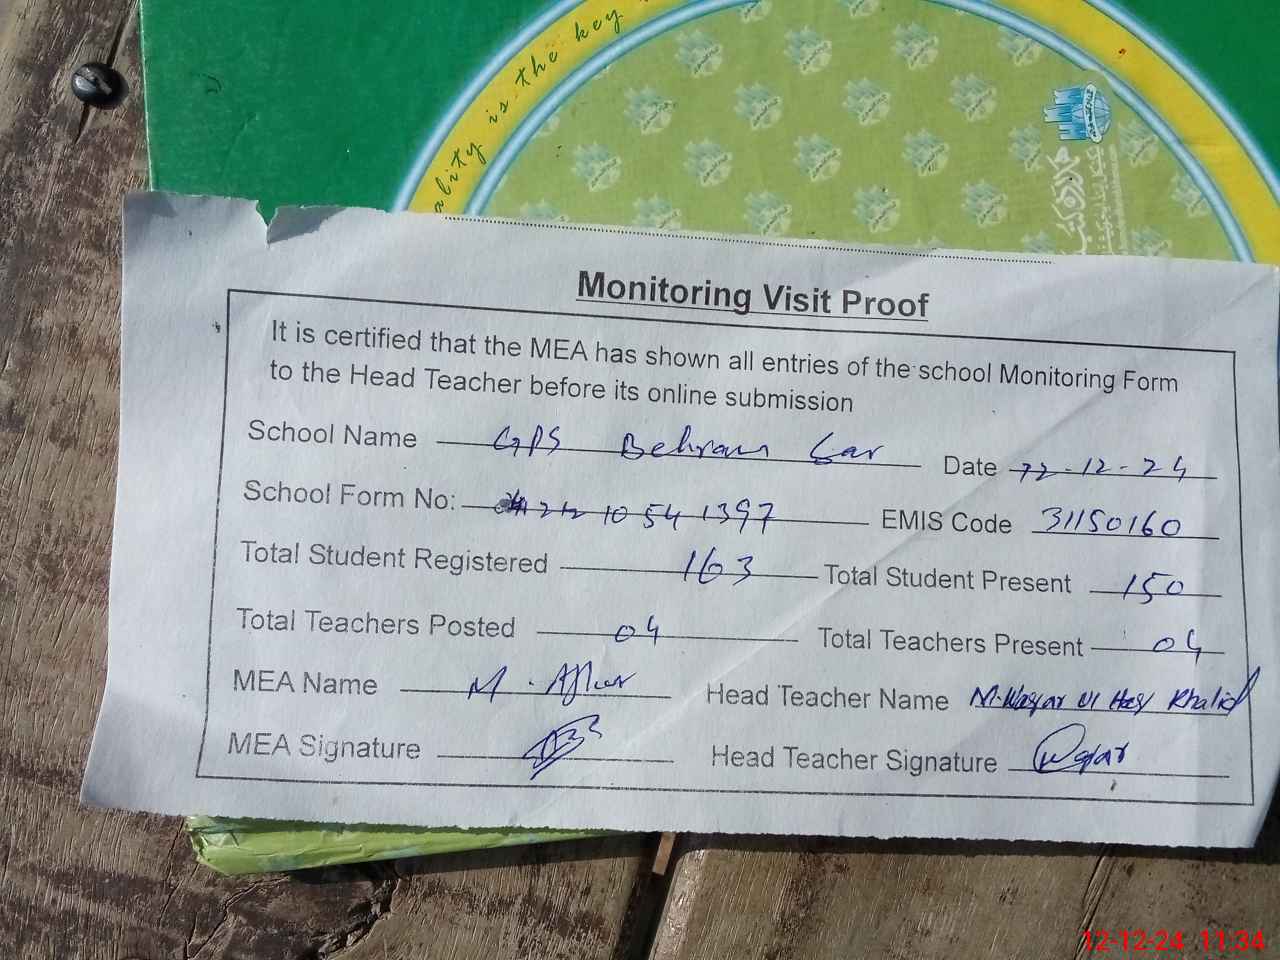 ality is the key
Monitoring Visit Proof
It is certified that the MEA has shown all entries of the school Monitoring Form
to the Head Teacher before its online submission
School Name GPS Behram Sar Date 12-12-24
School Form No: 212 10 54 1397 EMIS Code 31150160
Total Student Registered 163 Total Student Present 150
Total Teachers Posted 04 Total Teachers Present 04
MEA Name M. Head Teacher Name M. Waqar Ul Haq Khalid
MEA Signature Head Teacher Signature Waqar
12-12-24 11:34